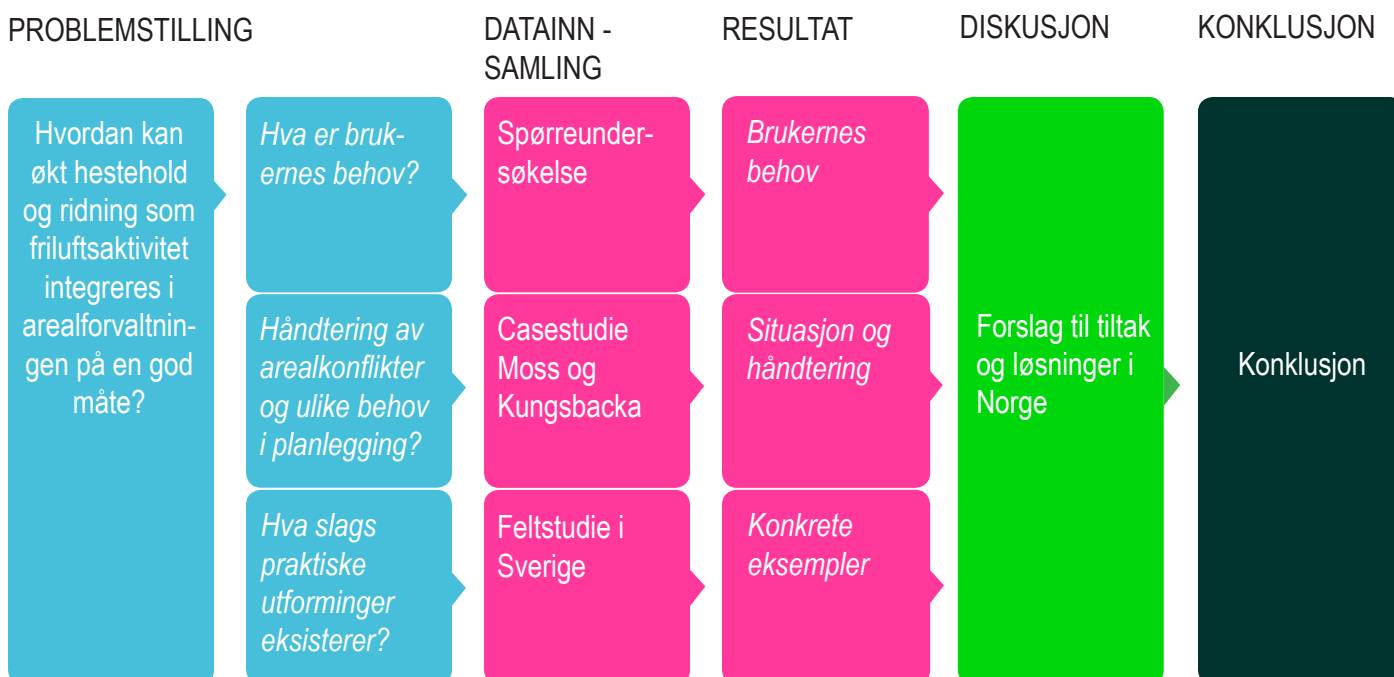 PROBLEMSTILLING
DATAINN -
SAMLING
RESULTAT
DISKUSJON
KONKLUSJON
Hvordan kan
økt hestehold
og ridning som
friluftsaktivitet
integreres i
arealforvaltnin-
gen på en god
måte?
Hva er bruk-
ernes behov?
Håndtering av
arealkonflikter
og ulike behov
i planlegging?
Hva slags
praktiske
utforminger
eksisterer?
Spørreunder-
søkelse
Casestudie
Moss og
Kungsbacka
Feltstudie i
Sverige
Brukernes
behov
Situasjon og
håndtering
Konkrete
eksempler
Forslag til tiltak
og løsninger i
Norge
Konklusjon